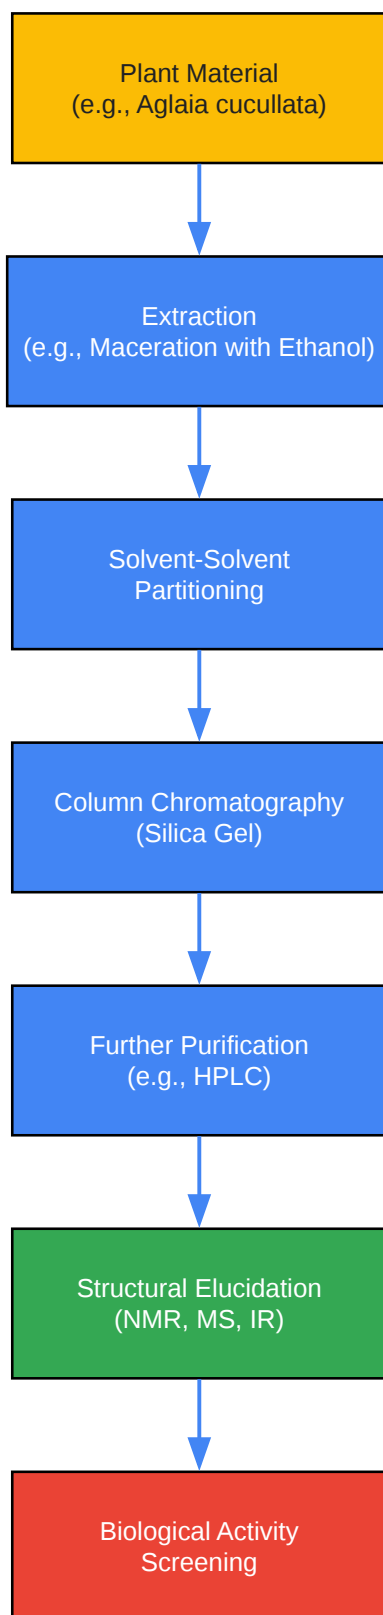 Plant Material
(e.g., Aglaia cucullata)
Extraction
(e.g., Maceration with Ethanol)
Solvent-Solvent
Partitioning
Column Chromatography
(Silica Gel)
Further Purification
(e.g., HPLC)
Structural Elucidation
(NMR, MS, IR)
Biological Activity
Screening